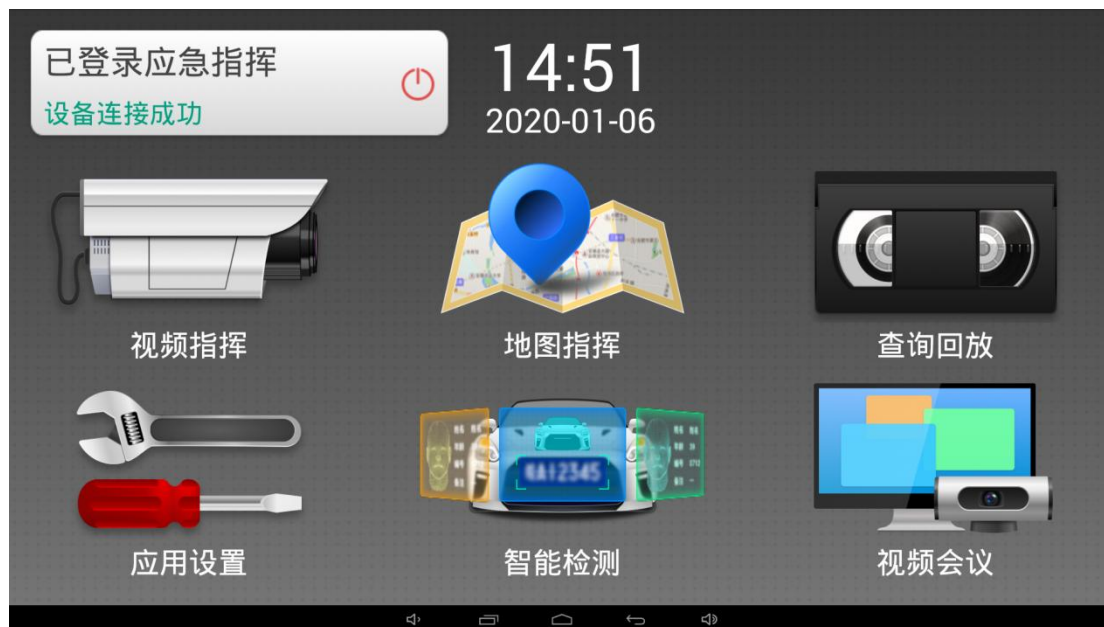 已登录应急指挥
设备连接成功
14:51
2020-01-06
视频指挥
地图指挥
查询回放
应用设置
智能检测
视频会议